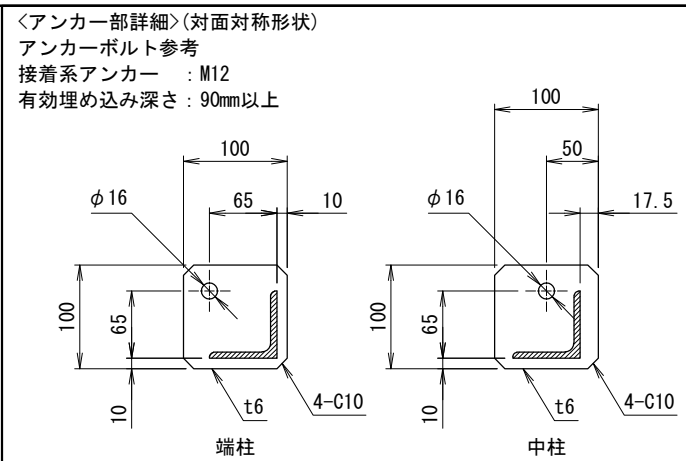 <アンカー部詳細>(対面対称形状)
アンカーボルト参考
接着系アンカー　：M12
有効埋め込み深さ：90mm以上
100
65
10
φ16
100
65
10
t6
4-C10
端柱
100
50
17.5
φ16
100
65
10
t6
4-C10
中柱